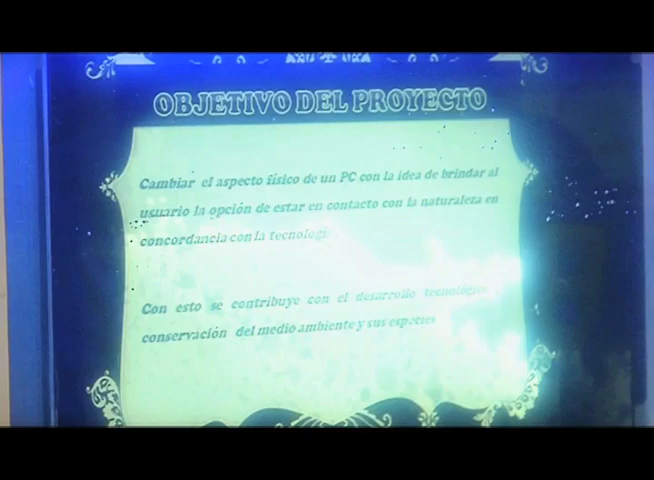 OBJETIVO DEL PROYECTO
Cambiar el aspecto físico de un PC con la idea de brindar al
usuario la opción de estar en contacto con la naturaleza en
concordancia con la tecnología
Con esto se contribuye con el desarrollo tecnológico
conservación del medio ambiente y sus especies